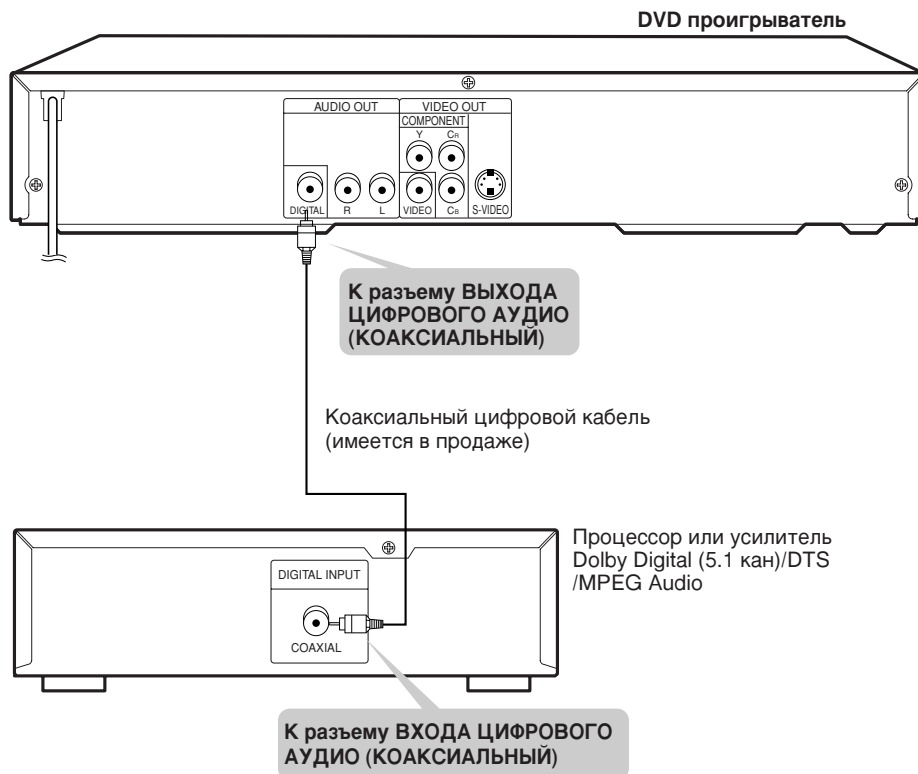 DVD проигрыватель
AUDIO OUT
VIDEO OUT
COMPONENT
Y
CR
DIGITAL
R
L
VIDEO
CB
S-VIDEO
К разъему ВЫХОДА
ЦИФРОВОГО АУДИО
(КОАКСИАЛЬНЫЙ)
Коаксиальный цифровой кабель
(имеется в продаже)
Процессор или усилитель
Dolby Digital (5.1 кан)/DTS
/MPEG Audio
DIGITAL INPUT
COAXIAL
К разъему ВХОДА ЦИФРОВОГО
АУДИО (КОАКСИАЛЬНЫЙ)